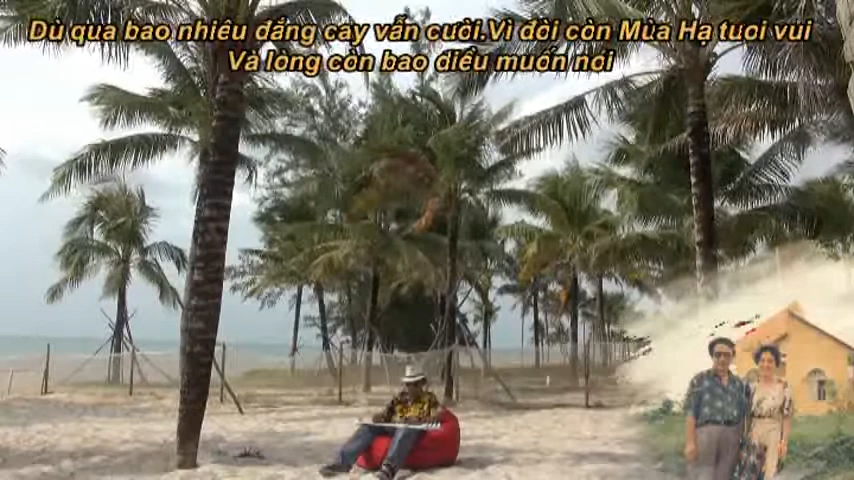 Dù qua bao nhiêu đắng cay vẫn cười.Vì đời còn Mùa Hạ tươi vui
Và lòng còn bao điều muốn nói